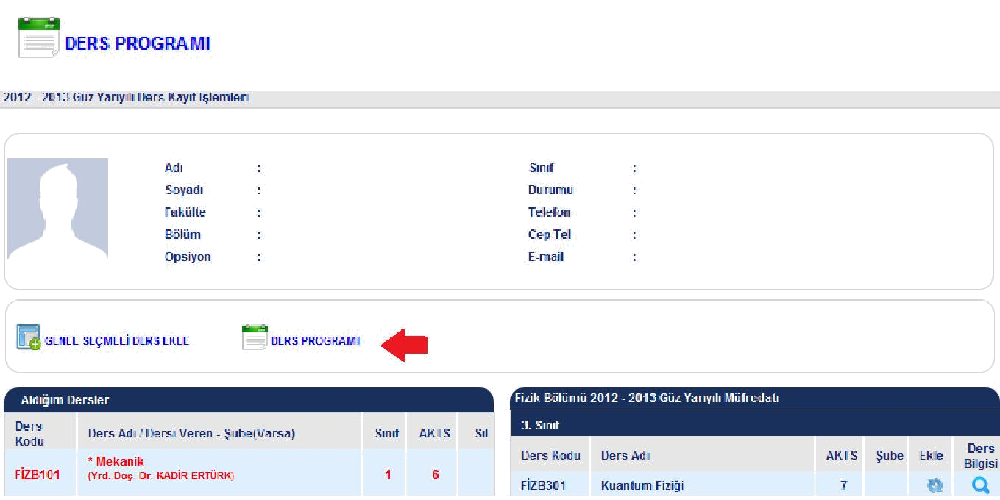 DERS PROGRAMI
2012 - 2013 Güz Yarıyılı Ders Kayıt İşlemleri
Adı :
Soyadı :
Fakülte :
Bölüm :
Opsiyon :
Sınıf :
Durumu :
Telefon :
Cep Tel :
E-mail :
GENEL SEÇMELİ DERS EKLE
DERS PROGRAMI
Aldığım Dersler
Ders Kodu Ders Adı / Dersi Veren - Şube(Varsa) Sınıf AKTS Sil
FİZB101 * Mekanik 1 6
(Yrd. Doç. Dr. KADİR ERTÜRK)
Fizik Bölümü 2012 - 2013 Güz Yarıyılı Müfredatı
3. Sınıf
Ders Kodu Ders Adı AKTS Şube Ekle Ders Bilgisi
FİZB301 Kuantum Fiziği 7